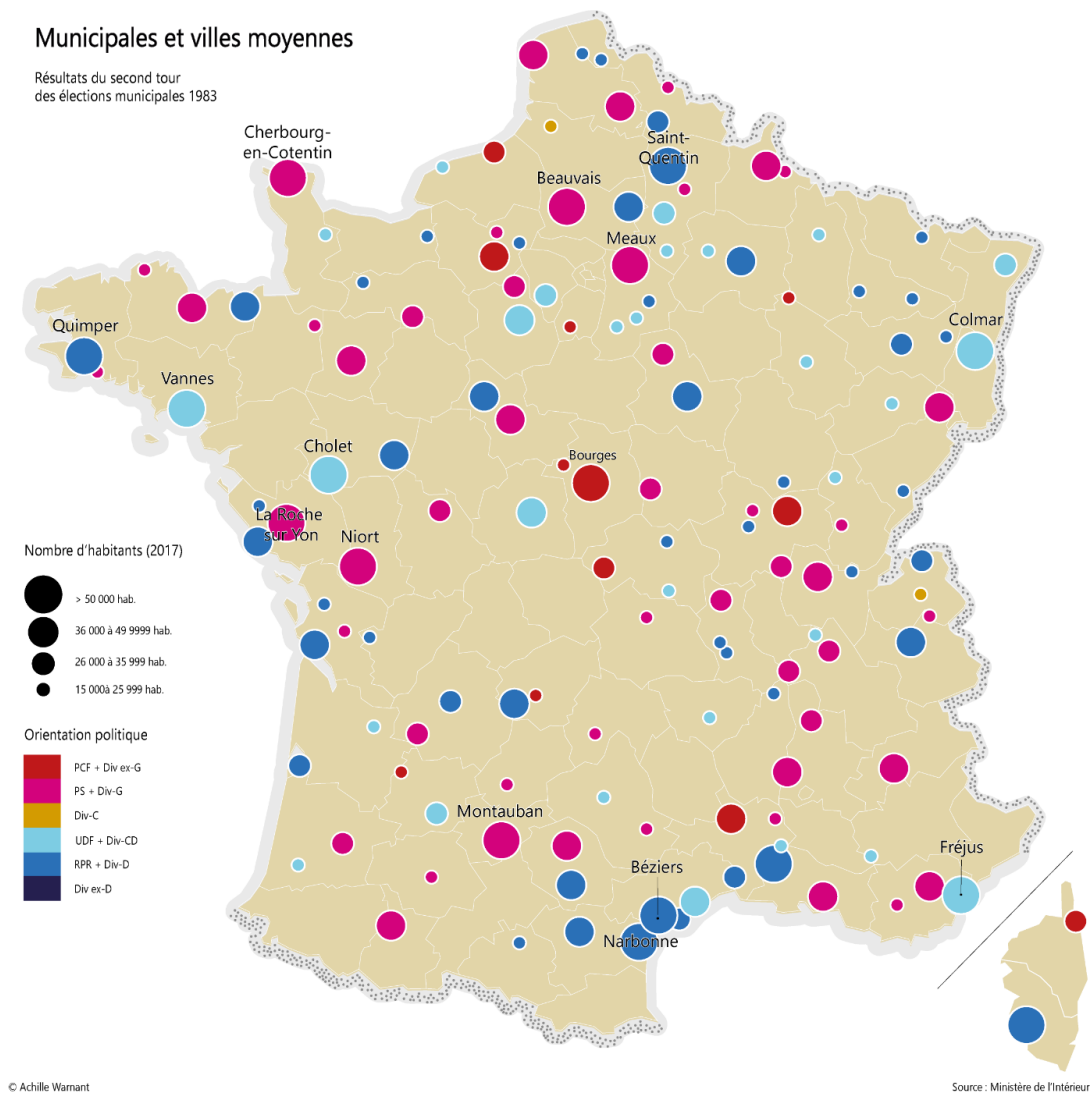 Municipales et villes moyennes
Résultats du second tour
des élections municipales 1983
Cherbourg-
en-Cotentin
Saint-
Quentin
Beauvais
Meaux
Quimper
Colmar
Vannes
Cholet
Bourges
La Roche
sur Yon
Niort
Nombre d'habitants (2017)
> 50 000 hab.
36 000 à 49 9999 hab.
26 000 à 35 999 hab.
15 000à 25 999 hab.
Orientation politique
PCF + Div ex-G
PS + Div-G
Div-C
UDF + Div-CD
RPR + Div-D
Div ex-D
Montauban
Béziers
Fréjus
Narbonne
© Achille Warnant
Source : Ministère de l'Intérieur